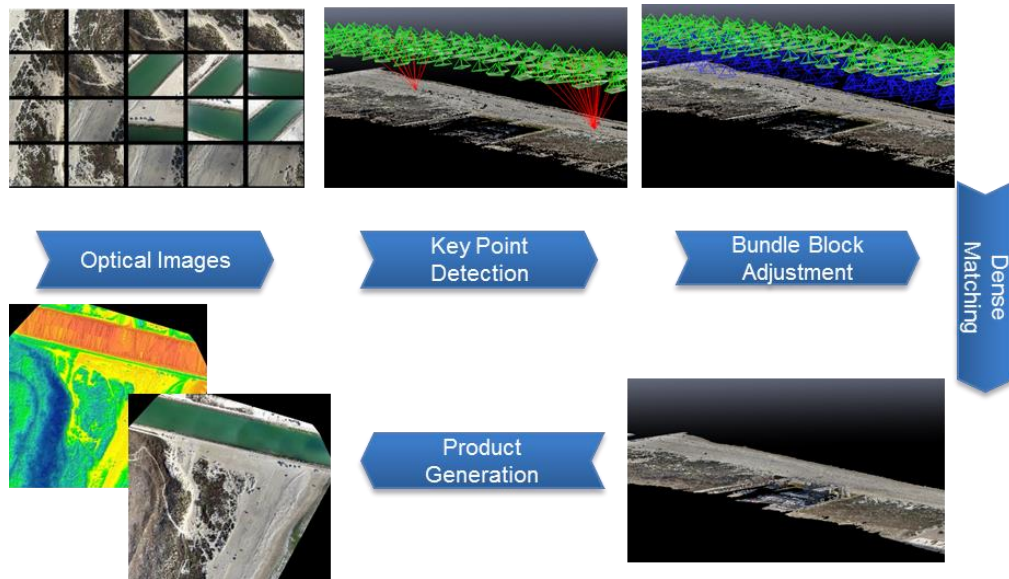 Optical Images
Key Point
Detection
Bundle Block
Adjustment
Dense
Matching
Product
Generation